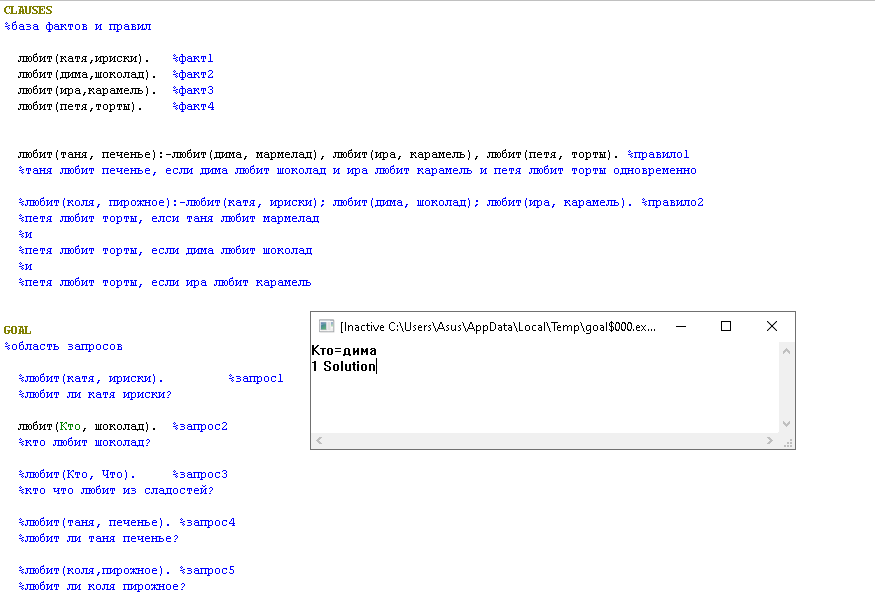 CLAUSES
%база фактов и правил
любит(катя,ириски). %факт1
любит(дима,шоколад). %факт2
любит(ира,карамель). %факт3
любит(петя,торты). %факт4
любит(таня, печенье):-любит(дима, мармелад), любит(ира, карамель), любит(петя, торты). %правило1
%таня любит печенье, если дима любит шоколад и ира любит карамель и петя любит торты одновременно
%любит(коля, пирожное):-любит(катя, ириски); любит(дима, шоколад); любит(ира, карамель). %правило2
%петя любит торты, елси таня любит мармелад
%и
%петя любит торты, если дима любит шоколад
%и
%петя любит торты, если ира любит карамель
GOAL
%область запросов
%любит(катя, ириски). %запрос1
%любит ли катя ириски?
любит(Кто, шоколад). %запрос2
%кто любит шоколад?
%любит(Кто, Что). %запрос3
%кто что любит из сладостей?
%любит(таня, печенье). %запрос4
%любит ли таня печенье?
%любит(коля,пирожное). %запрос5
%любит ли коля пирожное?
[Inactive C:\Users\Asus\AppData\Local\Temp\goal$000.ex...
Кто=дима
1 Solution